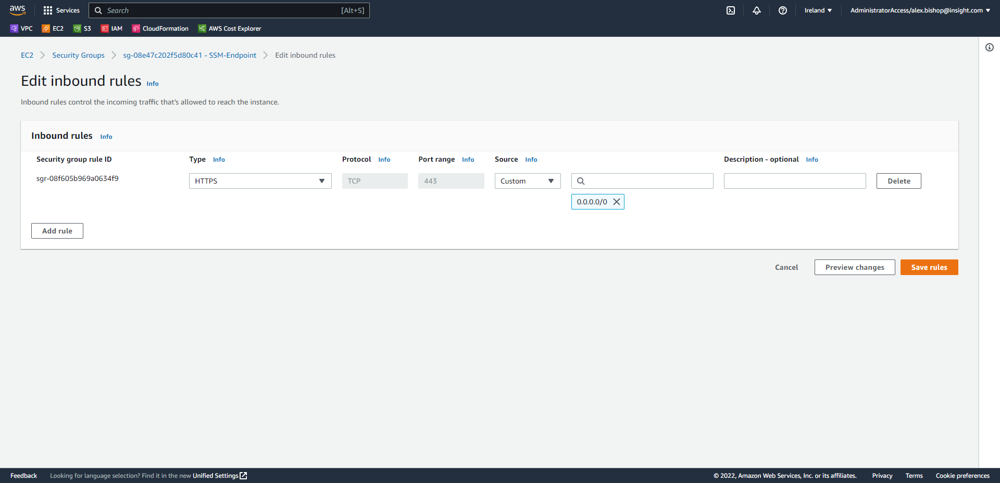 aws
Services
Search
[Alt+S]
Ireland
AdministratorAccess/alex.bishop@insight.com
VPC
EC2
S3
IAM
CloudFormation
AWS Cost Explorer
EC2
Security Groups
sg-08e47c202f5d80c41 - SSM-Endpoint
Edit inbound rules
Edit inbound rules Info
Inbound rules control the incoming traffic that's allowed to reach the instance.
Inbound rules Info
Security group rule ID
Type Info
Protocol Info
Port range Info
Source Info
Description - optional Info
sgr-08f605b969a0634f9
HTTPS
TCP
443
Custom
Delete
0.0.0.0/0
Add rule
Cancel
Preview changes
Save rules
Feedback
Looking for language selection? Find it in the new Unified Settings
© 2022, Amazon Web Services, Inc. or its affiliates.
Privacy
Terms
Cookie preferences